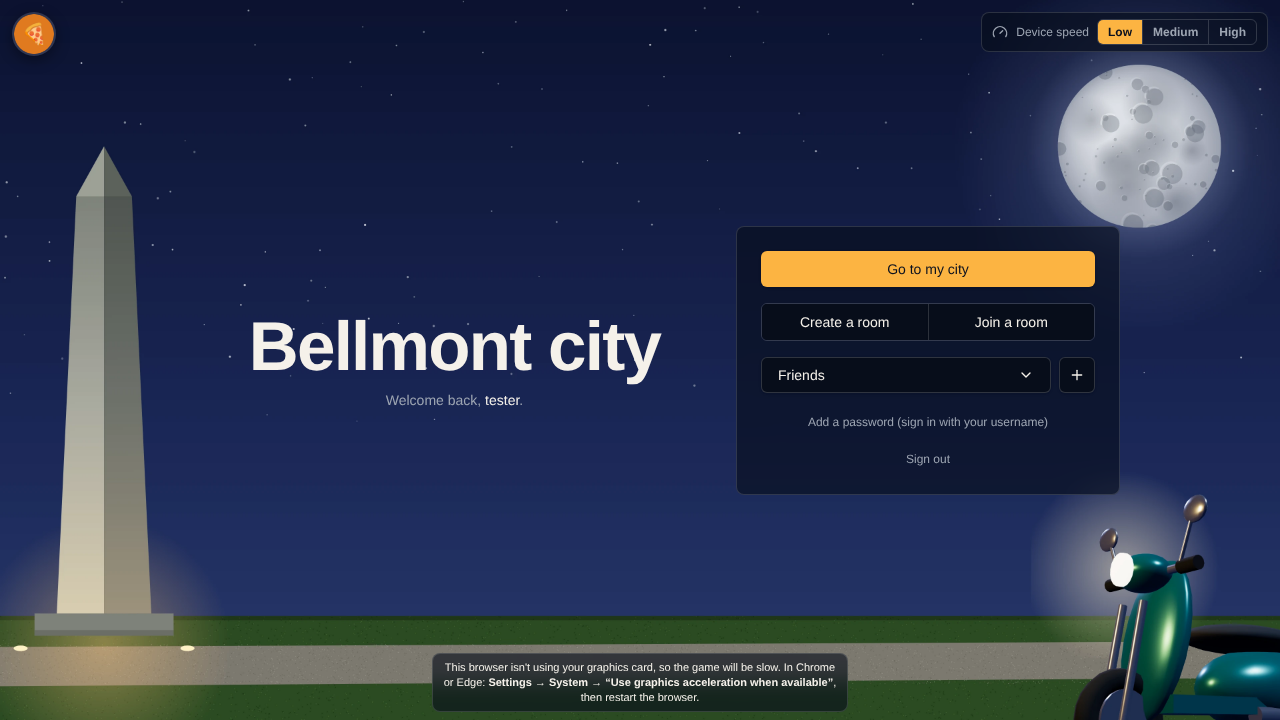 Device speed Low Medium High
Go to my city
Create a room Join a room
Bellmont city
Friends
Welcome back, tester.
Add a password (sign in with your username)
Sign out
This browser isn't using your graphics card, so the game will be slow. In Chrome
or Edge: Settings → System → “Use graphics acceleration when available”,
then restart the browser.